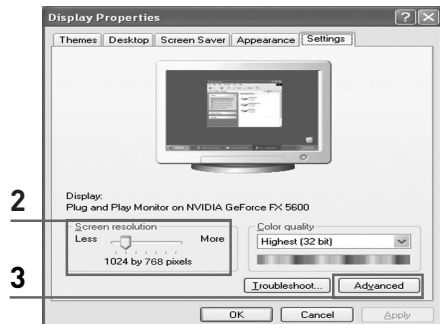 Display Properties
Themes Desktop Screen Saver Appearance Settings
Display:
Plug and Play Monitor on NVIDIA GeForce FX 5600
2
Screen resolution
Less More
1024 by 768 pixels
Color quality
Highest (32 bit)
3
Troubleshoot... Advanced
OK Cancel Apply